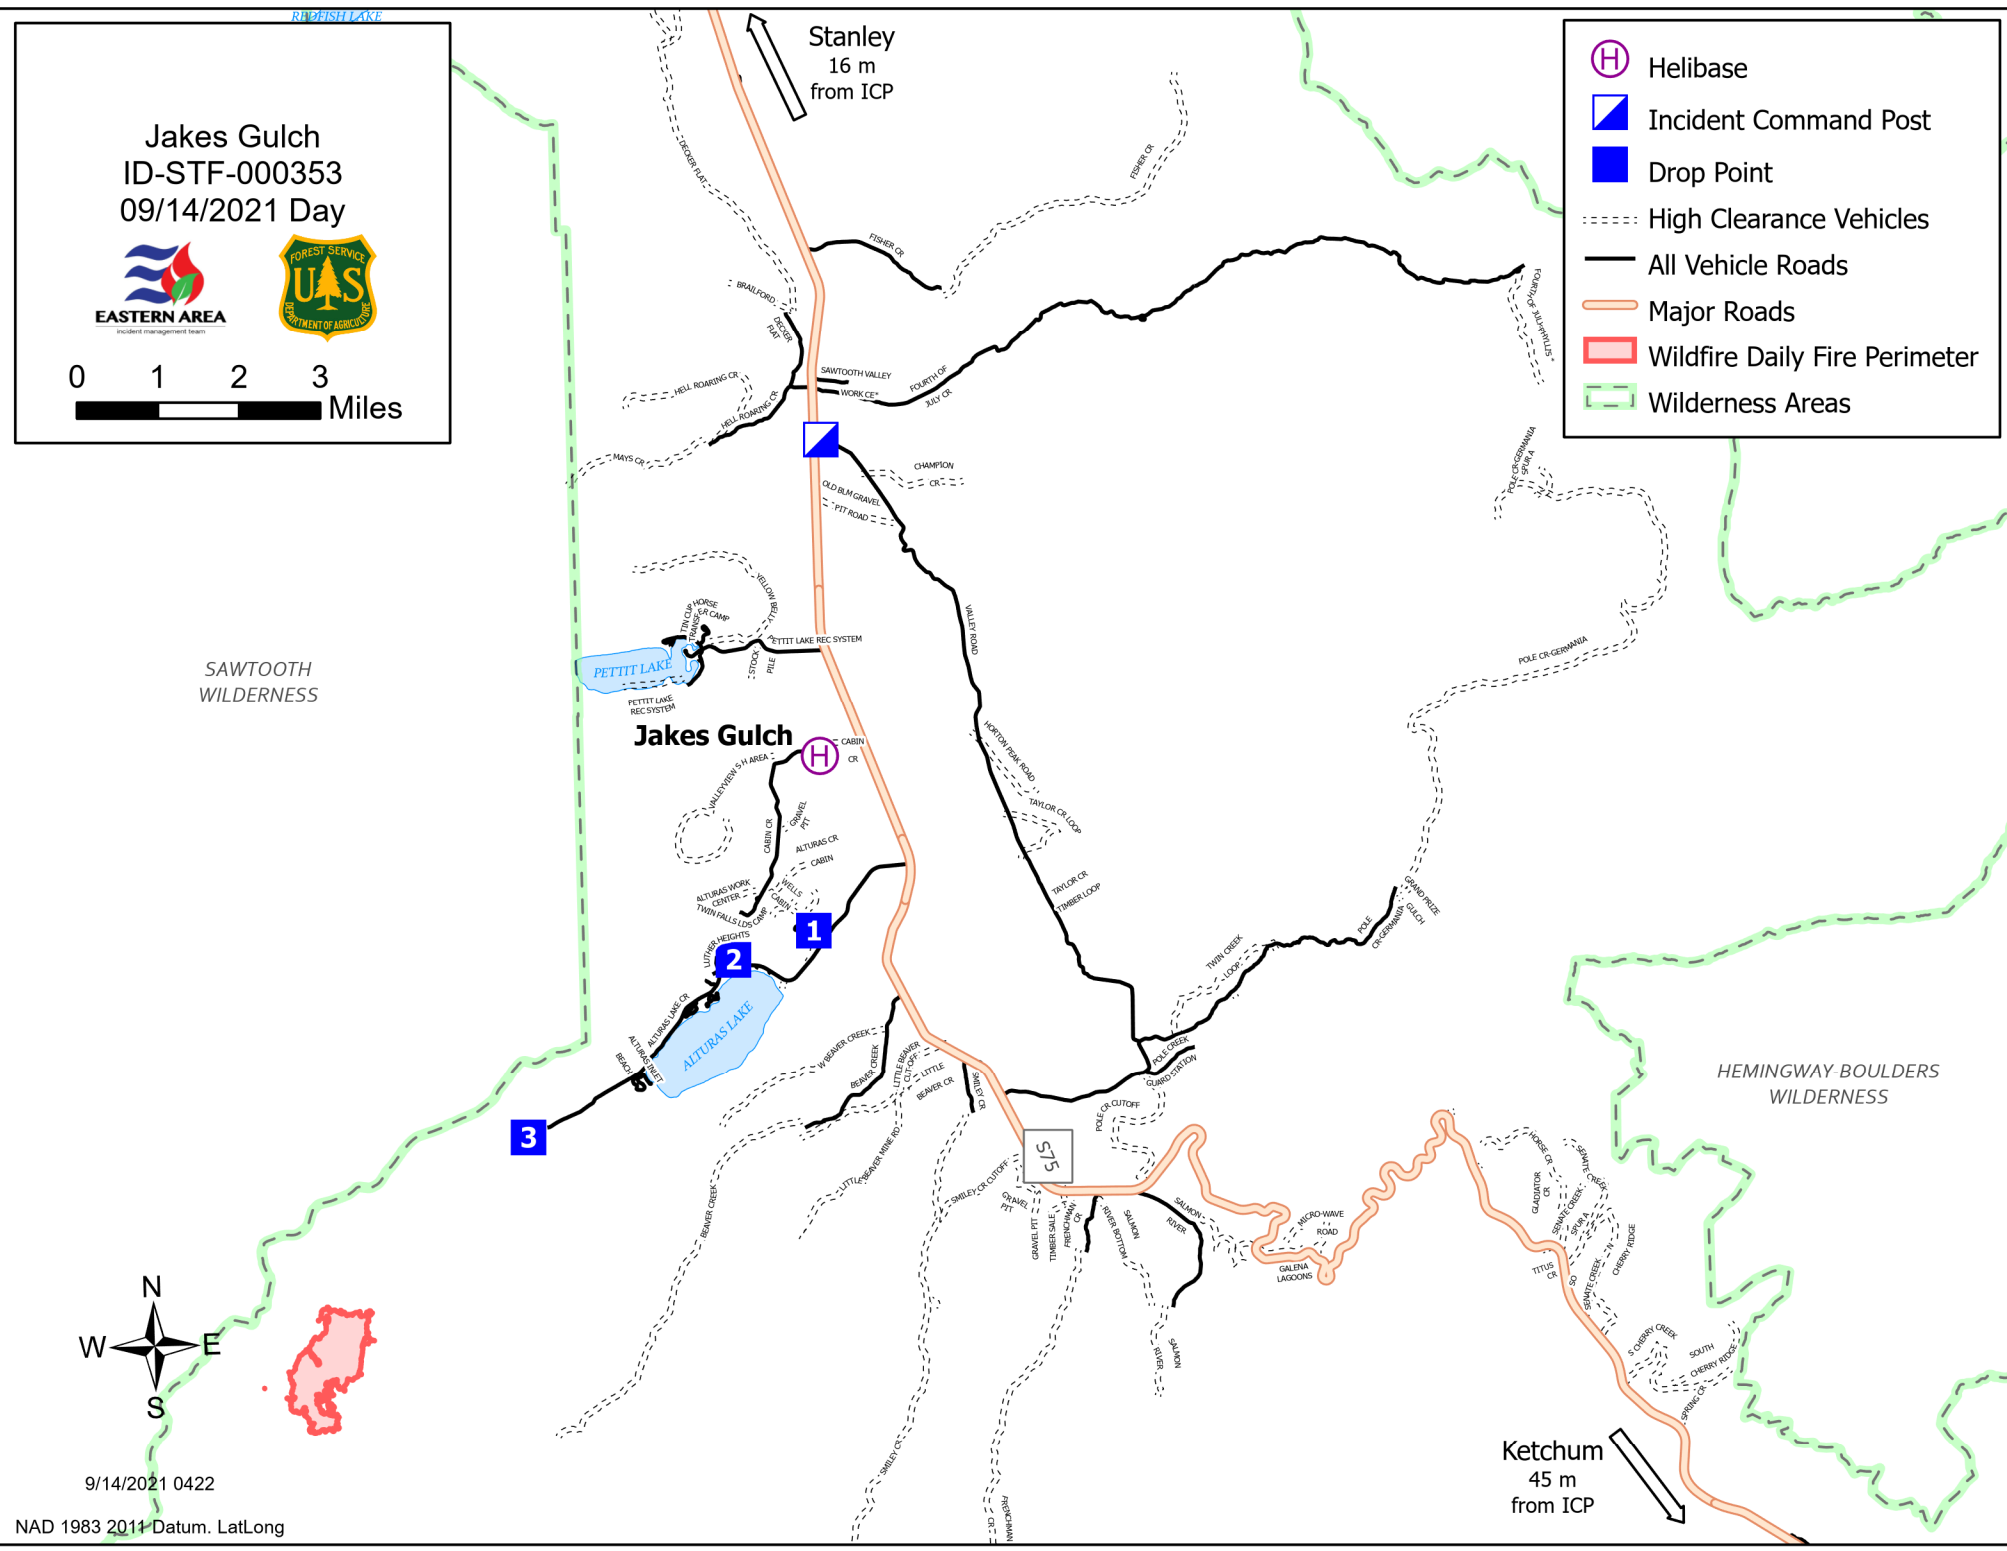 REDFISH LAKE
Jakes Gulch
ID-STF-000353
09/14/2021 Day
EASTERN AREA
incident management team
FOREST SERVICE
U S
DEPARTMENT OF AGRICULTURE
0 1 2 3
Miles
Stanley
16 m
from ICP
Helibase
Incident Command Post
Drop Point
High Clearance Vehicles
All Vehicle Roads
Major Roads
Wildfire Daily Fire Perimeter
Wilderness Areas
DECKER FLAT
FISHER CR
FISHER CR
BRAILFORD
DECKER
FLAT
FOURTH OF JULY-PHYLLIS *
SAWTOOTH VALLEY
WORK CE*
FOURTH OF
JULY CR
HELL ROARING CR
HELL ROARING CR
MAYS CR
CHAMPION
CR
OLD BLM GRAVEL
PIT ROAD
POLE CR-GERMANIA
SPUR A
YELLOW BELLY
TIN CUP HORSE
TRANSFER CAMP
PETTIT LAKE REC SYSTEM
STOCK
PILE
PETTIT LAKE
PETTIT LAKE
REC SYSTEM
VALLEY ROAD
POLE CR-GERMANIA
SAWTOOTH
WILDERNESS
Jakes Gulch
H
CABIN
CR
VALLEYVIEW S H AREA
HORTON PEAK ROAD
TAYLOR CR LOOP
GRAVEL
PIT
CABIN CR
ALTURAS CR
CABIN
WELLS
CABIN
ALTURAS WORK
CENTER
TWIN FALLS LDS CAMP
TAYLOR CR
TIMBER LOOP
GRAND PRIZE
GULCH
POLE
CR-GERMANIA
TWIN CREEK
LOOP
1
LUTHER HEIGHTS
2
ALTURAS LAKE CR
ALTURAS LAKE
ALTURAS INLET
BEACH
3
W BEAVER CREEK
BEAVER CREEK
LITTLE BEAVER
CUT-OFF
LITTLE
BEAVER CR
SMILEY CR
POLE CREEK
GUARD STATION
POLE CR CUTOFF
HEMINGWAY-BOULDERS
WILDERNESS
S75
LITTLE BEAVER MINE RD
BEAVER CREEK
SMILEY CR CUTOFF
GRAVEL
PIT
GRAVEL PIT
TIMBER SALE
FRENCHMAN
CR
RIVER BOTTOM
SALMON
SALMON
RIVER
MICRO-WAVE
ROAD
GALENA
LAGOONS
HORSE CR
SENATE CREEK
GLADIATOR
CR
SENATE CREEK
SPUR A
N
CHERRY RIDGE
TITUS
CR
SO
SENATE CREEK
S CHERRY CREEK
SOUTH
CHERRY RIDGE
SPRING CR
SALMON
RIVER
SMILEY CR
FRENCHMAN
CR
N
W
E
S
Ketchum
45 m
from ICP
9/14/2021 0422
NAD 1983 2011 Datum. LatLong